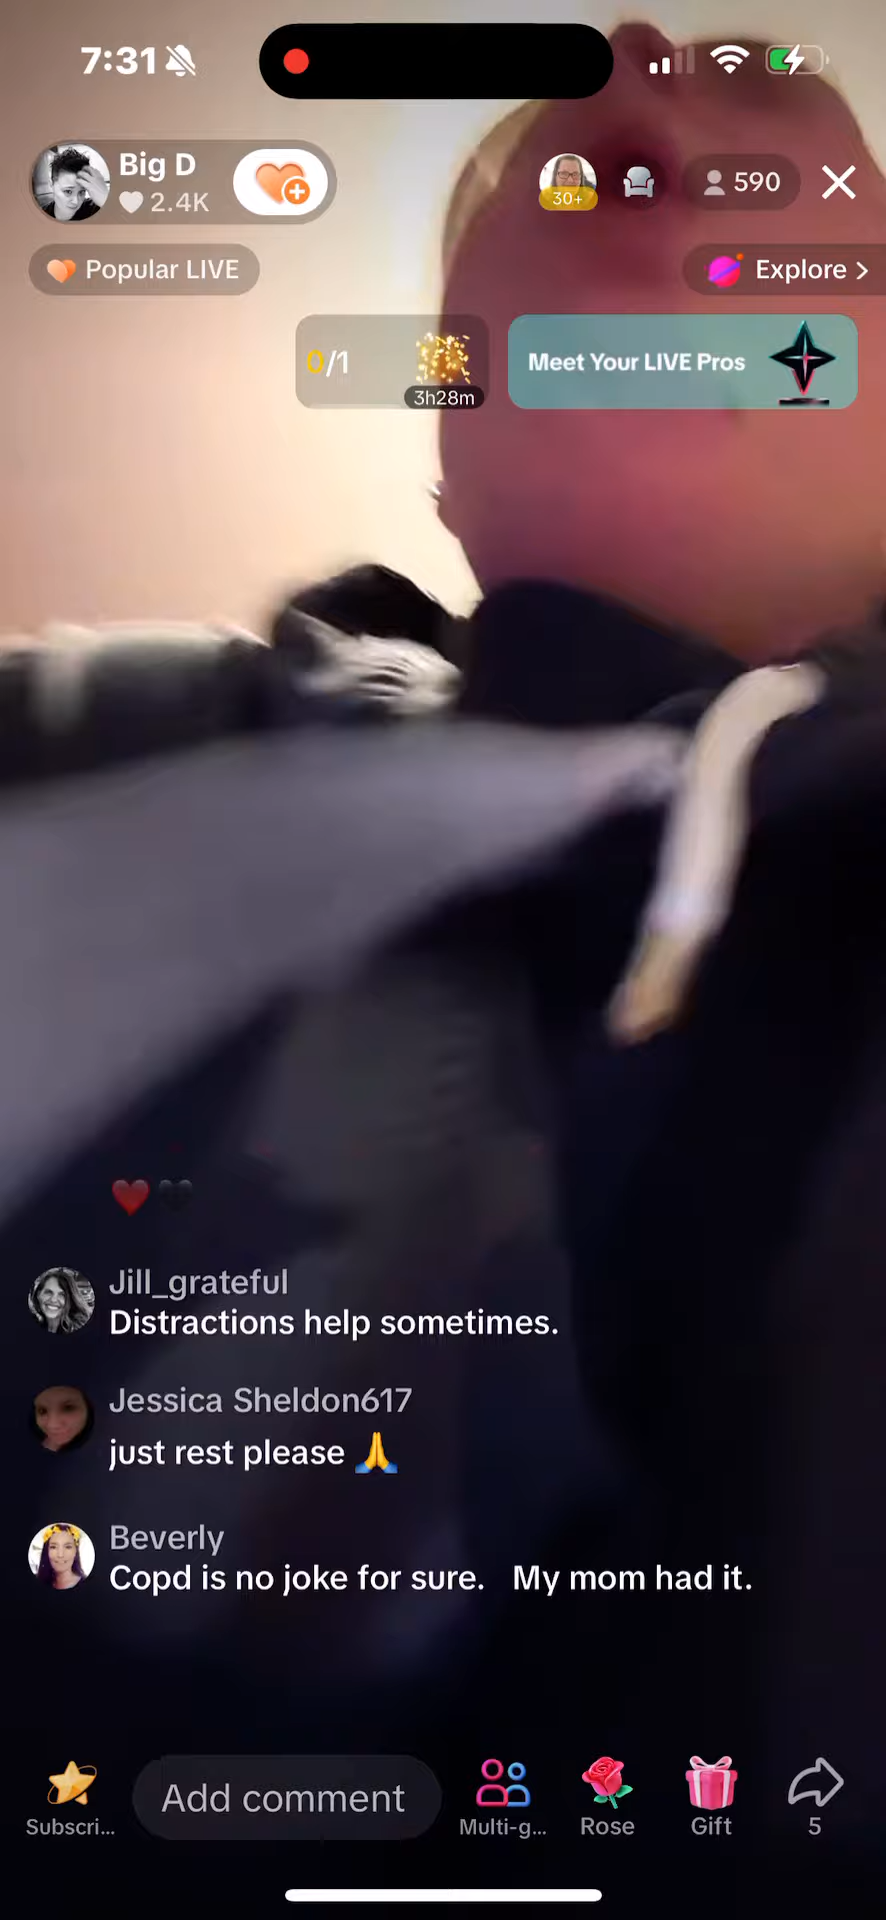 7:31
Big D
2.4K
30+
590
Popular LIVE
Explore >
0/1
3h28m
Meet Your LIVE Pros
Jill_grateful
Distractions help sometimes.
Jessica Sheldon617
just rest please 🙏
Beverly
Copd is no joke for sure. My mom had it.
Add comment
Subscri...
Multi-g...
Rose
Gift
5